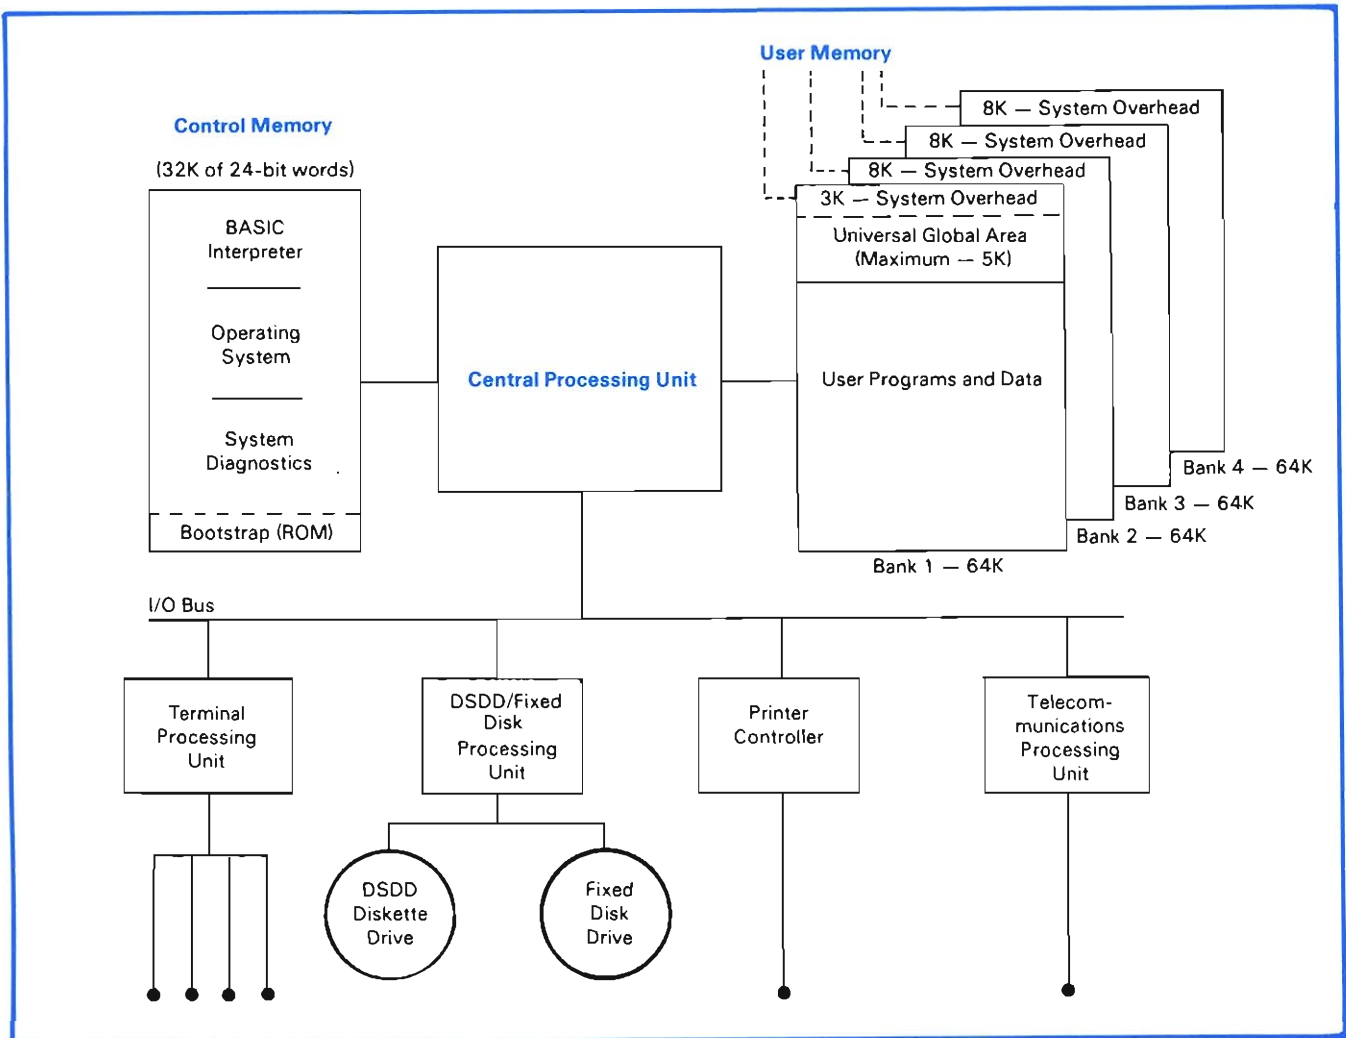 User Memory
8K — System Overhead
8K — System Overhead
8K — System Overhead
3K — System Overhead
Universal Global Area
(Maximum — 5K)
User Programs and Data
Bank 4 — 64K
Bank 3 — 64K
Bank 2 — 64K
Bank 1 — 64K
Control Memory
(32K of 24-bit words)
BASIC
Interpreter
Operating
System
System
Diagnostics
Bootstrap (ROM)
Central Processing Unit
I/O Bus
Terminal
Processing
Unit
DSDD/Fixed
Disk
Processing
Unit
Printer
Controller
Telecom-
munications
Processing
Unit
DSDD
Diskette
Drive
Fixed
Disk
Drive